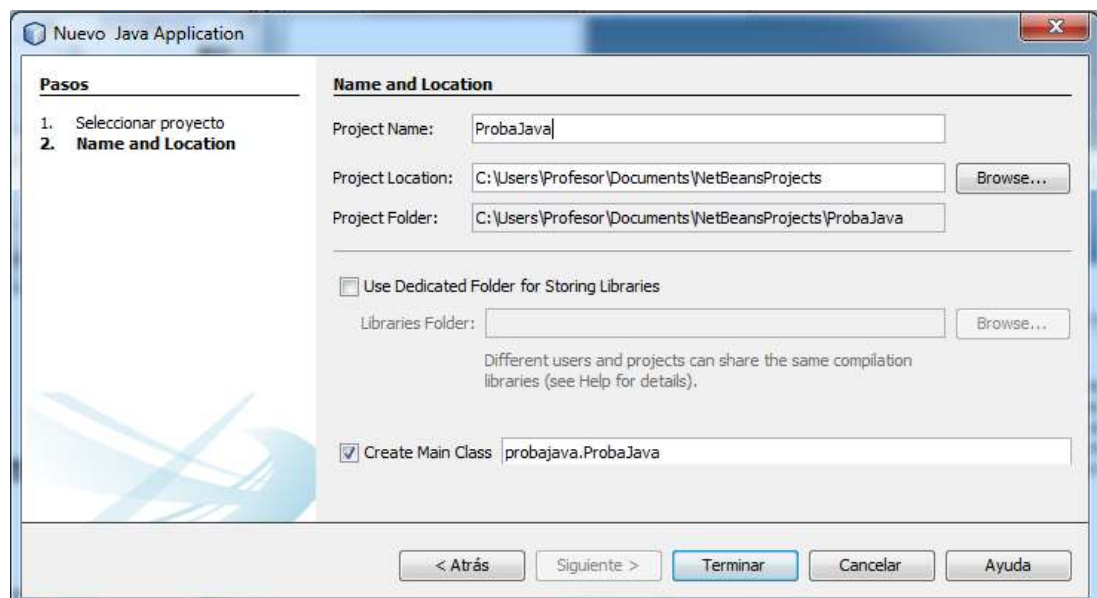 Nuevo Java Application
Pasos
1. Seleccionar proyecto
2. Name and Location
Name and Location
Project Name: ProbaJava
Project Location: C:\Users\Profesor\Documents\NetBeansProjects Browse...
Project Folder: C:\Users\Profesor\Documents\NetBeansProjects\ProbaJava
Use Dedicated Folder for Storing Libraries
Libraries Folder: Browse...
Different users and projects can share the same compilation
libraries (see Help for details).
Create Main Class probajava.ProbaJava
< Atrás Siguiente > Terminar Cancelar Ayuda